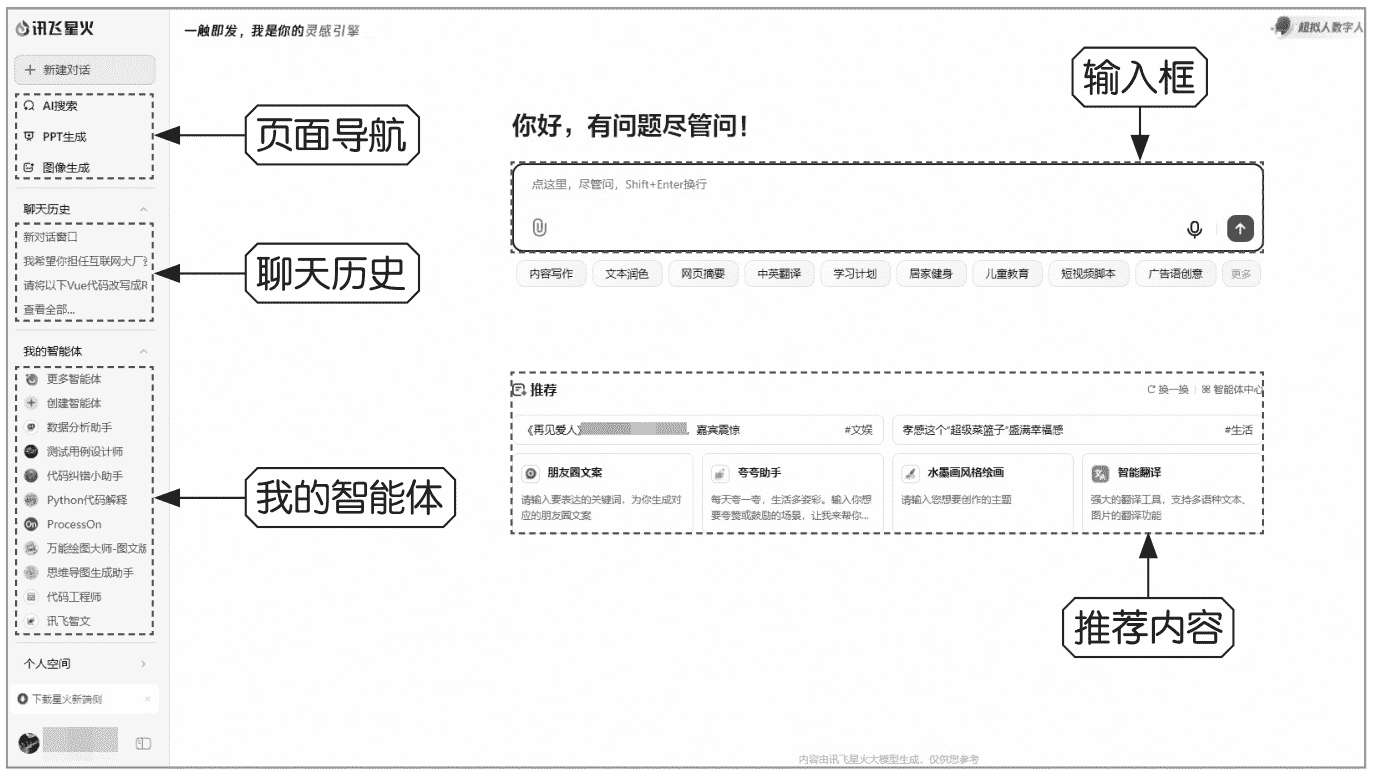 讯飞星火
一触即发，我是你的灵感引擎
超拟人数字人
新建对话
AI搜索
PPT生成
图像生成
页面导航
输入框
你好，有问题尽管问！
点这里，尽管问，Shift+Enter换行
内容写作 文本润色 网页摘要 中英翻译 学习计划 居家健身 儿童教育 短视频脚本 广告语创意 更多
聊天历史
新对话窗口
我希望你担任互联网大厂
请将以下Vue代码改写成R
查看全部...
聊天历史
我的智能体
更多智能体
创建智能体
数据分析助手
测试用例设计师
代码纠错小助手
Python代码解释
ProcessOn
万能绘图大师-图文版
思维导图生成助手
代码工程师
讯飞智文
我的智能体
推荐
换一换
智能体中心
《再见爱人》 ，嘉宾震惊 #文娱
孝感这个“超级菜篮子”盛满幸福感 #生活
朋友圈文案
请输入要表达的关键词，为你生成对
应的朋友圈文案
夸夸助手
每天夸一夸，生活多姿彩。输入你想
要夸赞或鼓励的场景，让我来帮你...
水墨画风格绘画
请输入您想要创作的主题
智能翻译
强大的翻译工具，支持多语种文本、
图片的翻译功能
推荐内容
个人空间
下载星火新端侧
内容由讯飞星火大模型生成，仅供您参考